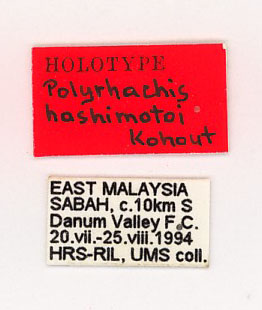 HOLOTYPE
Polyrhachis
hashimotoi
Kohout
EAST MALAYSIA
SABAH, c.10km S
Danum Valley F.C.
20.vii.-25.viii.1994
HRS-RIL, UMS coll.